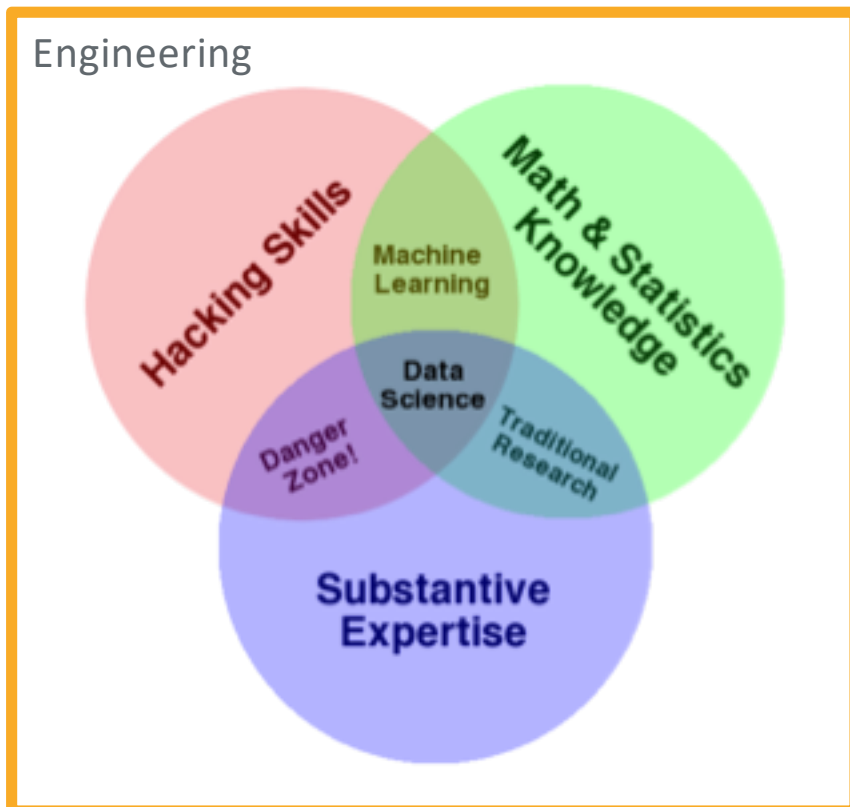 Engineering
Hacking Skills
Math & Statistics
Knowledge
Machine
Learning
Data
Science
Danger
Zone!
Traditional
Research
Substantive
Expertise